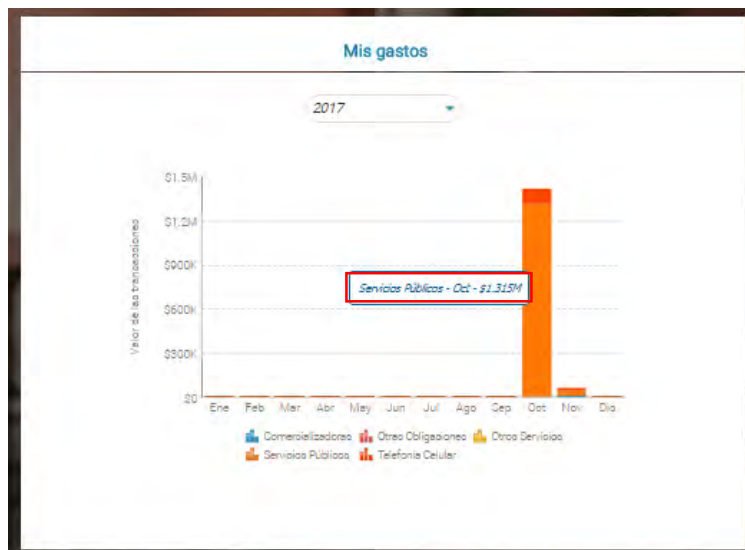 Mis gastos
2017
Valor de las transacciones
$1.5M
$1.2M
$900K
$600K
$300K
$0
Servicios Públicos - Oct - $1.315M
Ene Feb Mar Abr May Jun Jul Ago Sep Oct Nov Dic
Comercializadoras Otras Obligaciones Otros Servicios
Servicios Públicos Telefonía Celular